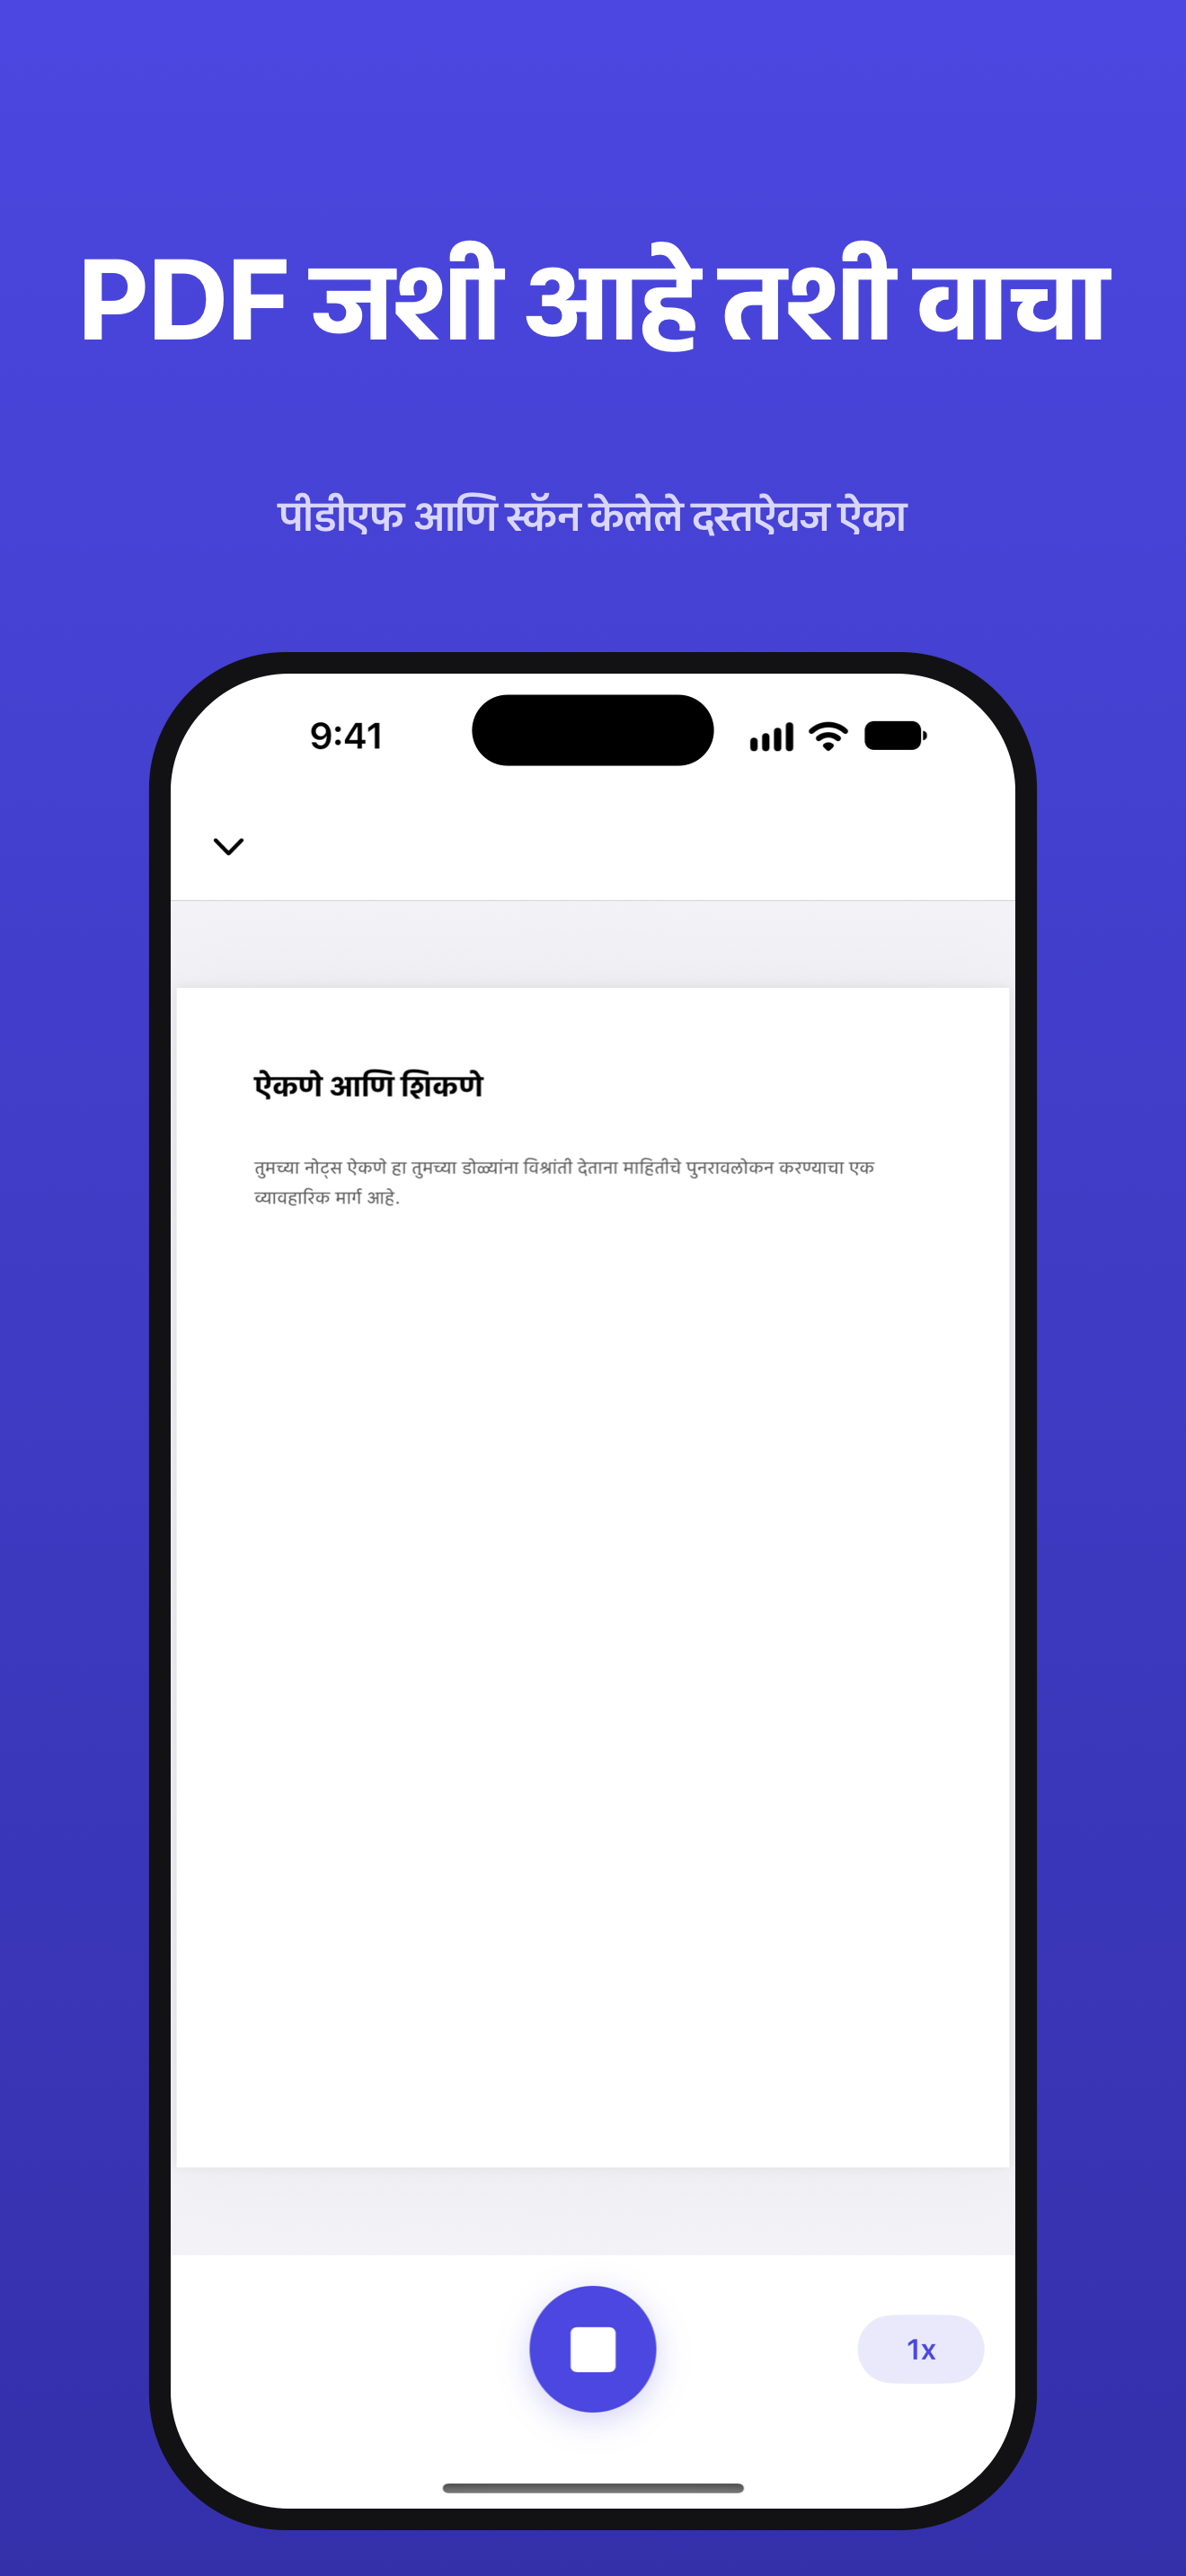 PDF जशी आहे तशी वाचा
पीडीएफ आणि स्कॅन केलेले दस्तऐवज ऐका
9:41
ऐकणे आणि शिकणे
तुमच्या नोट्स ऐकणे हा तुमच्या डोळ्यांना विश्रांती देताना माहितीचे पुनरावलोकन करण्याचा एक
व्यावहारिक मार्ग आहे.
1x